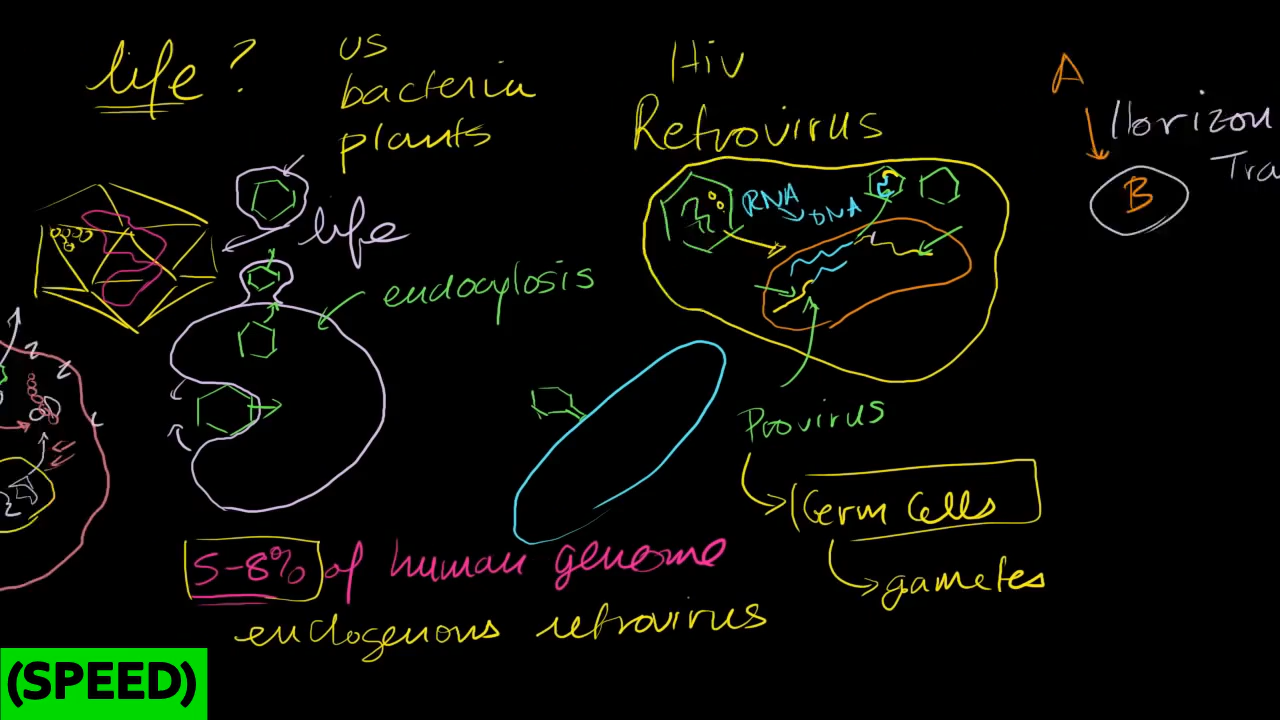 life ?
us
bacteria
plants
Hiv
Retrovirus
A
Horizon
Tra
B
RNA
DNA
life
endocytosis
Provirus
Germ Cells
gametes
5-8% of human genome
endogenous retrovirus
(SPEED)